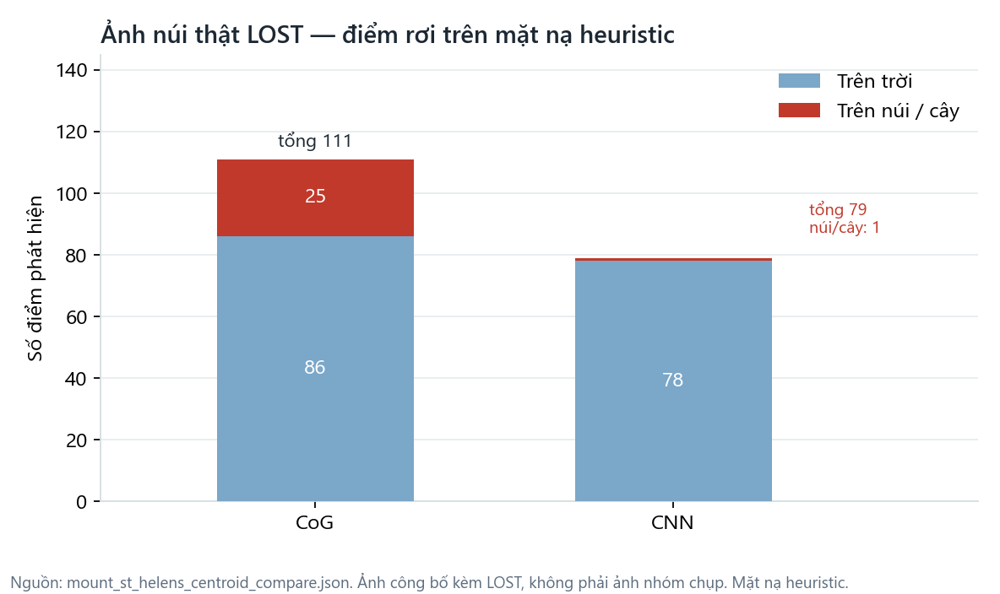 Ảnh núi thật LOST — điểm rơi trên mặt nạ heuristic
Trên trời
Trên núi / cây
Số điểm phát hiện
140
120
100
80
60
40
20
0
tổng 111
25
86
tổng 79
núi/cây: 1
78
CoG
CNN
Nguồn: mount_st_helens_centroid_compare.json. Ảnh công bố kèm LOST, không phải ảnh nhóm chụp. Mặt nạ heuristic.